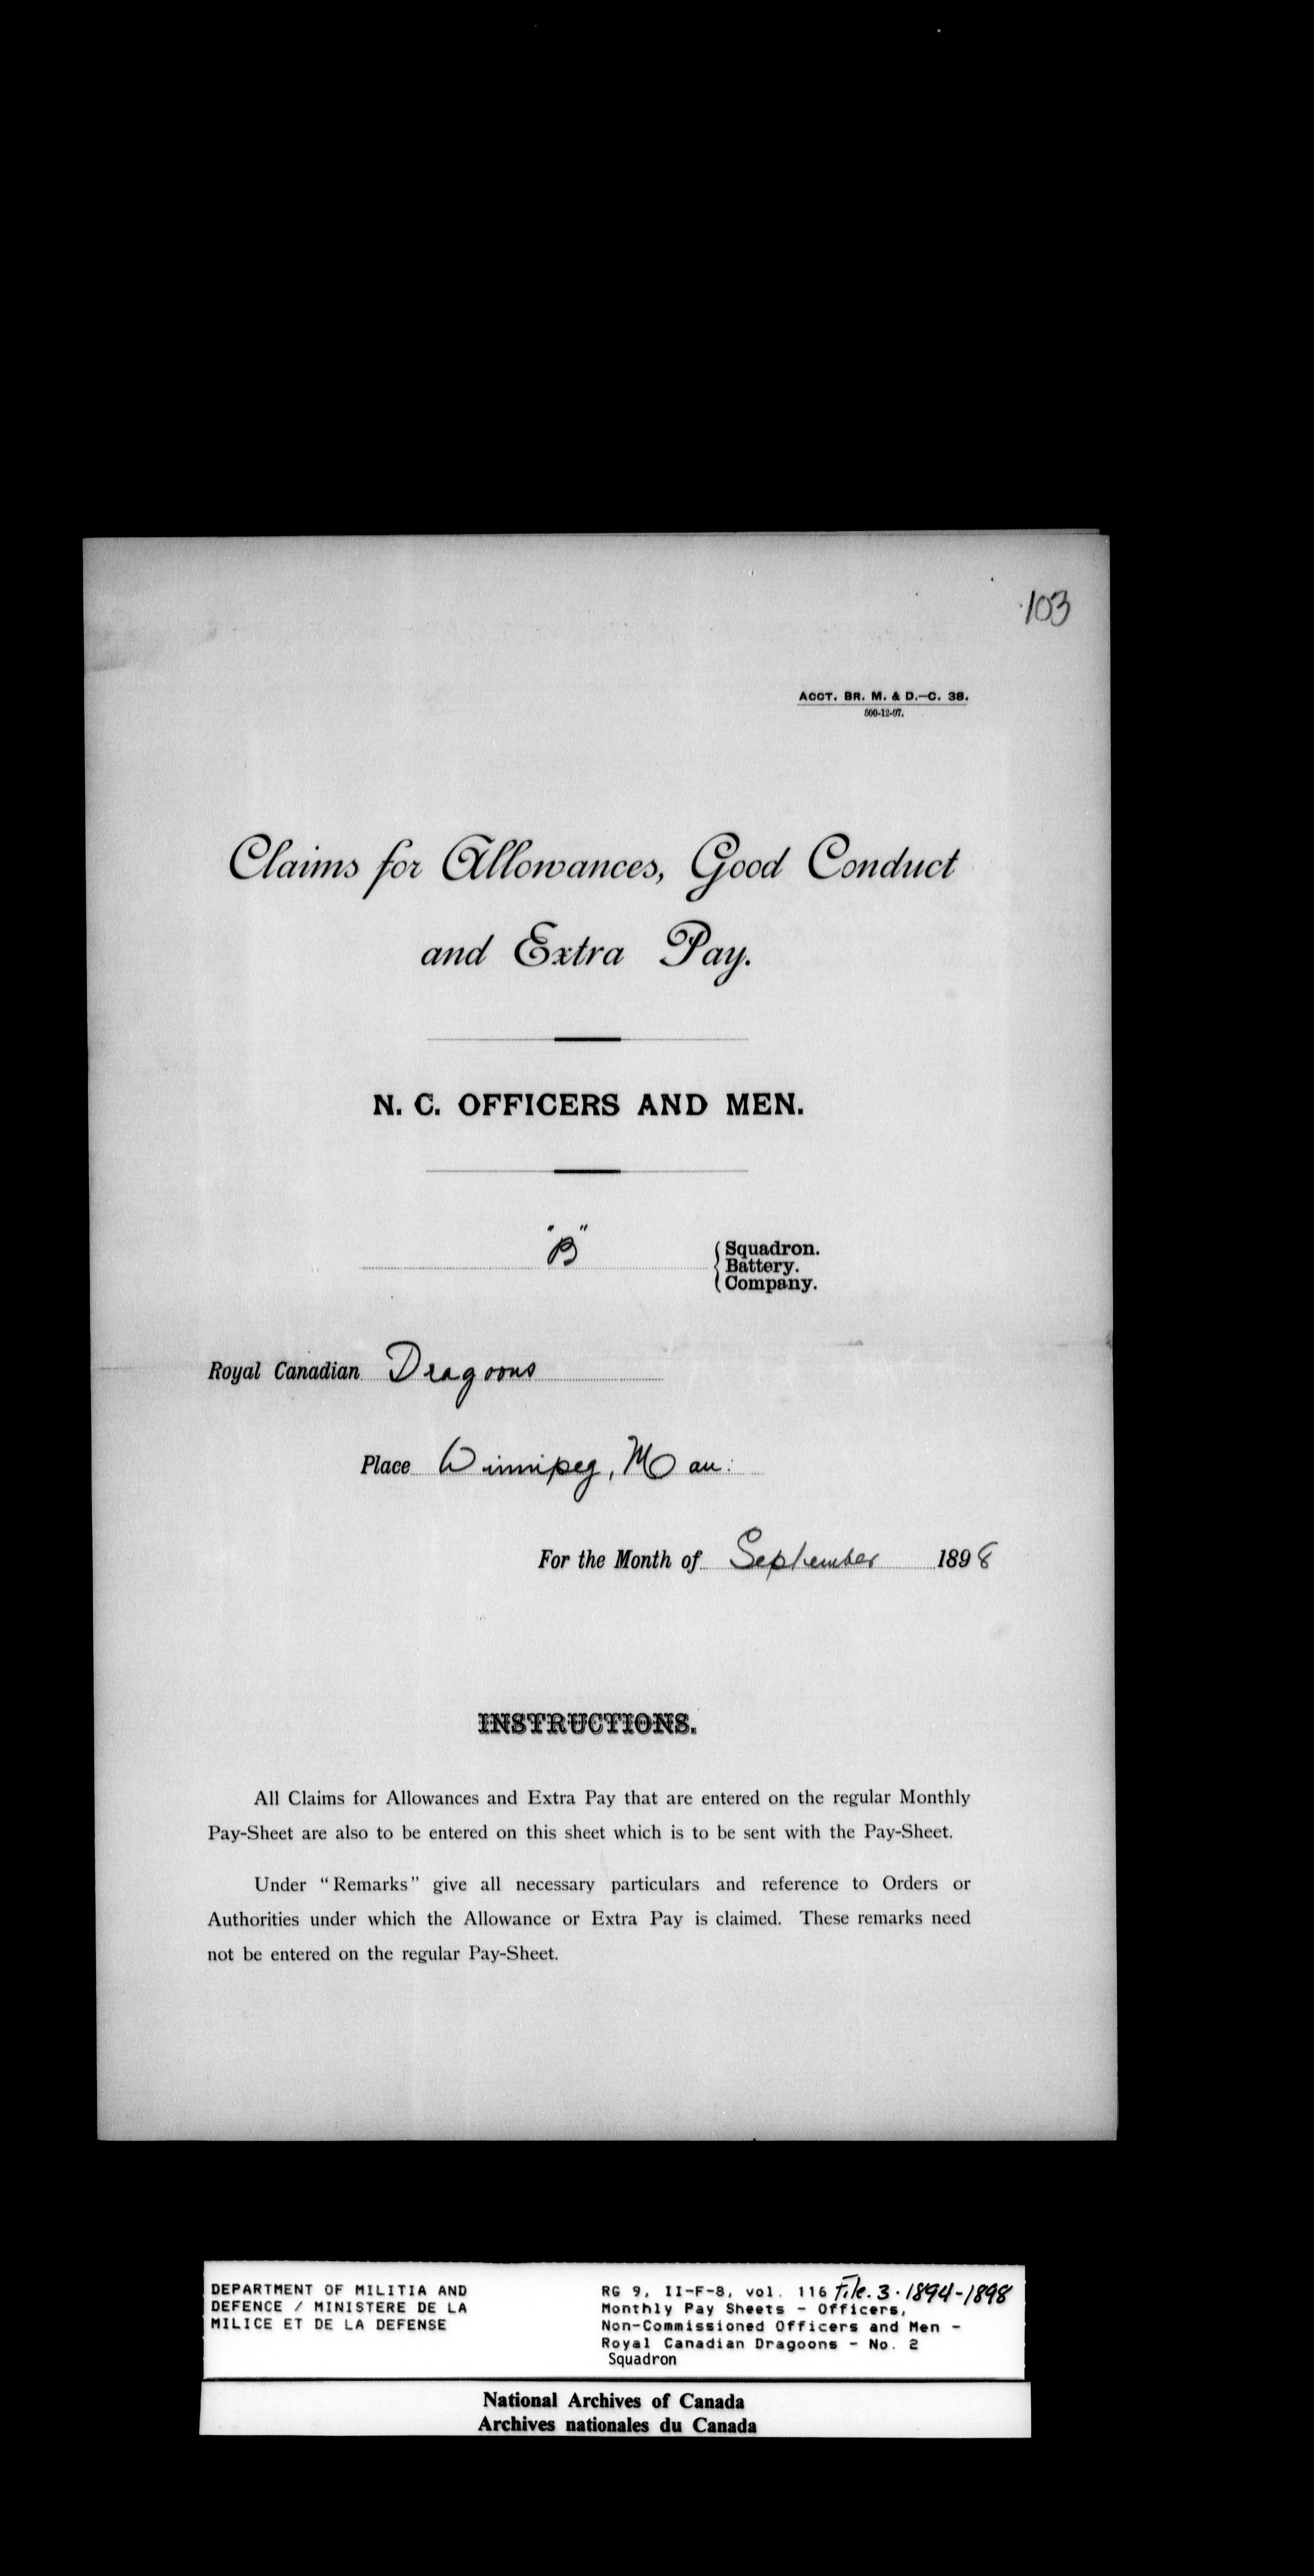 103
ACCT. BR. M. & D.—C. 38.
500-12-97.
Claims for Allowances, Good Conduct
and Extra Pay.
N. C. OFFICERS AND MEN.
"B" { Squadron.
Battery.
Company.
Royal Canadian Dragoons
Place Winnipeg, Man:
For the Month of September 1898
INSTRUCTIONS.
All Claims for Allowances and Extra Pay that are entered on the regular Monthly
Pay-Sheet are also to be entered on this sheet which is to be sent with the Pay-Sheet.
Under "Remarks" give all necessary particulars and reference to Orders or
Authorities under which the Allowance or Extra Pay is claimed. These remarks need
not be entered on the regular Pay-Sheet.
DEPARTMENT OF MILITIA AND
DEFENCE / MINISTERE DE LA
MILICE ET DE LA DEFENSE
RG 9, II-F-8, vol. 116 File. 3. 1894-1898
Monthly Pay Sheets - Officers,
Non-Commissioned Officers and Men -
Royal Canadian Dragoons - No. 2
Squadron
National Archives of Canada
Archives nationales du Canada